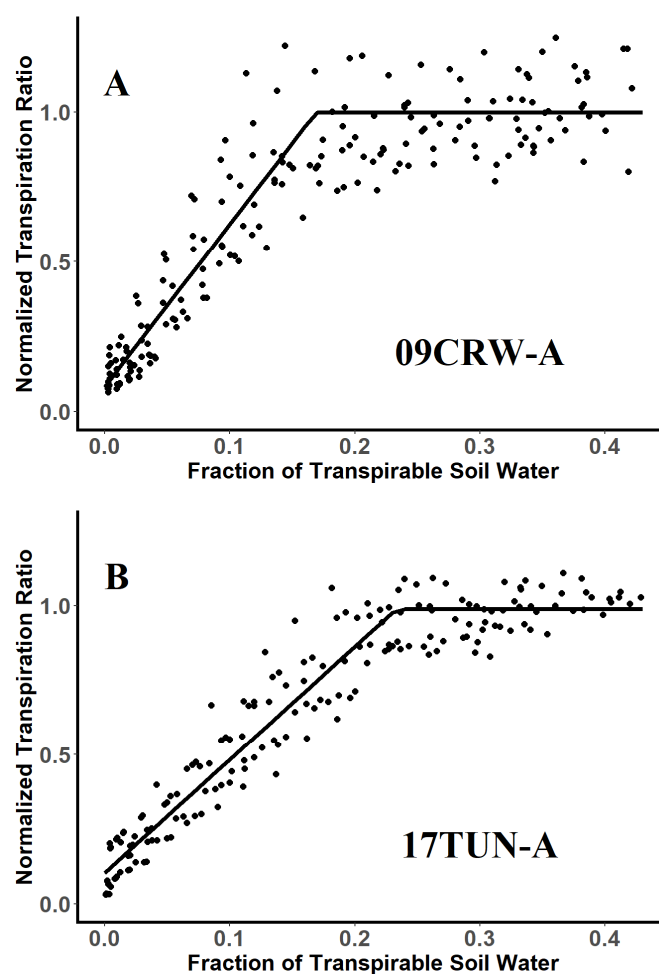 A
Normalized Transpiration Ratio
1.0
0.5
0.0
09CRW-A
0.0 0.1 0.2 0.3 0.4
Fraction of Transpirable Soil Water
B
Normalized Transpiration Ratio
1.0
0.5
0.0
17TUN-A
0.0 0.1 0.2 0.3 0.4
Fraction of Transpirable Soil Water